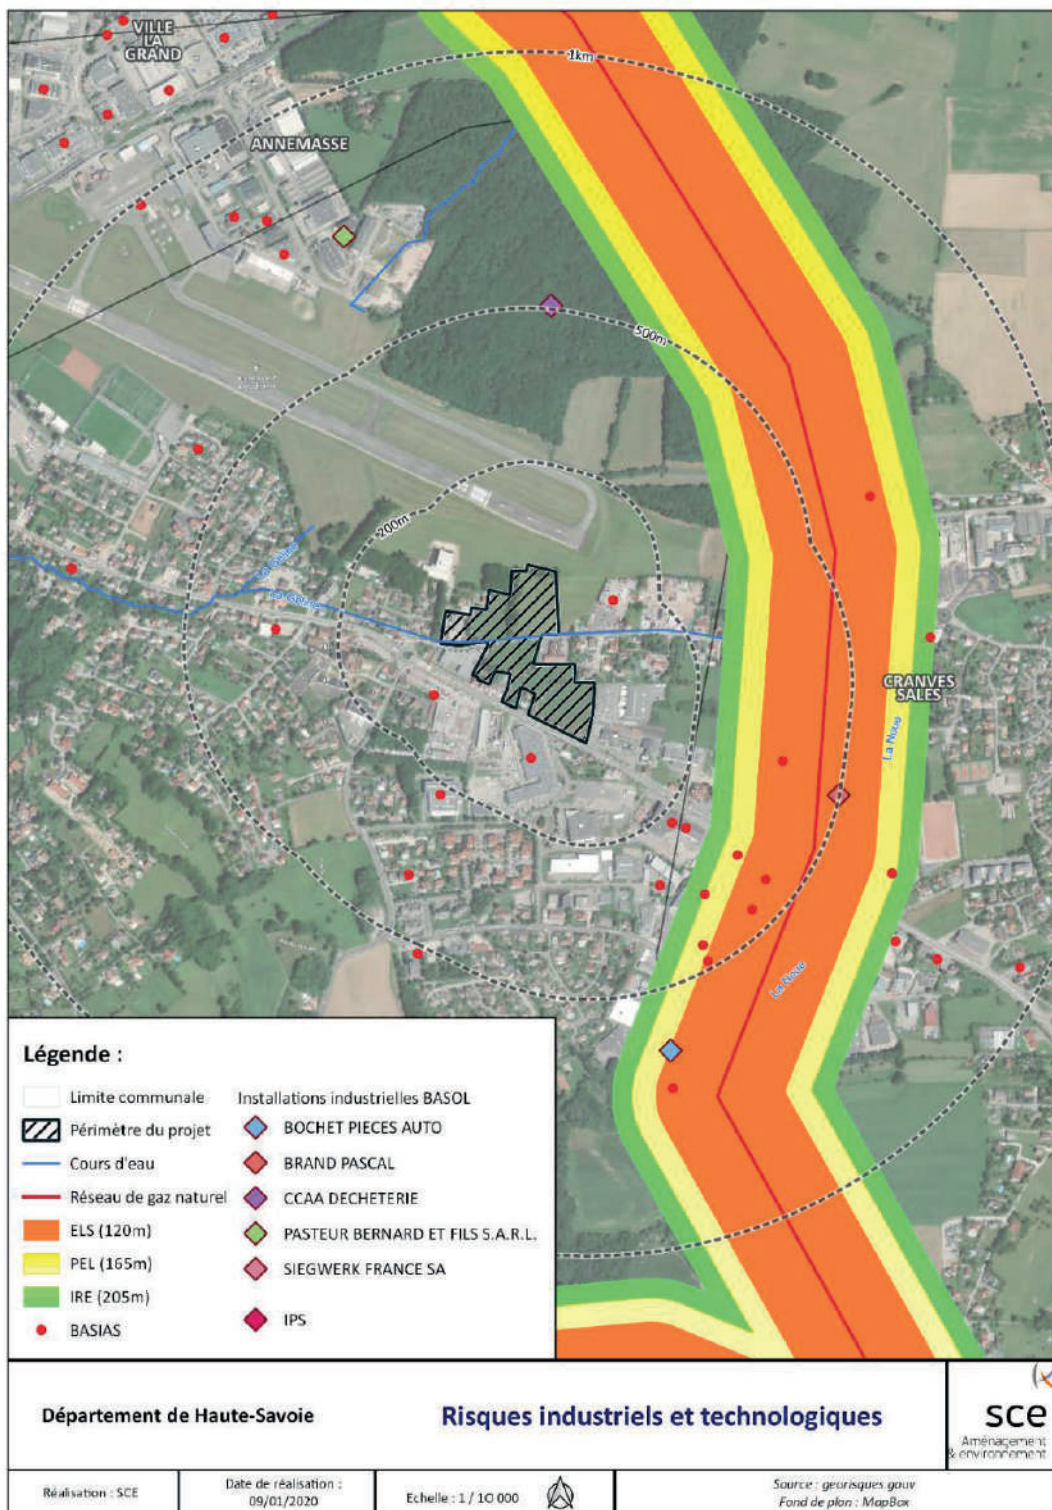 VILLE
LA
GRAND
1km
ANNEMASSE
500m
200m
La Géline
CRANVES
SALES
La Noue
La Noue
Légende :
Limite communale
Périmètre du projet
Cours d'eau
Réseau de gaz naturel
ELS (120m)
PEL (165m)
IRE (205m)
BASIAS
Installations industrielles BASOL
BOCHET PIECES AUTO
BRAND PASCAL
CCAA DECHETERIE
PASTEUR BERNARD ET FILS S.A.R.L.
SIEGWERK FRANCE SA
IPS
Département de Haute-Savoie
Risques industriels et technologiques
sce
Aménagement
& environnement
Réalisation : SCE
Date de réalisation :
09/01/2020
Echelle : 1 / 10 000
Source : georisques.gouv
Fond de plan : MapBox